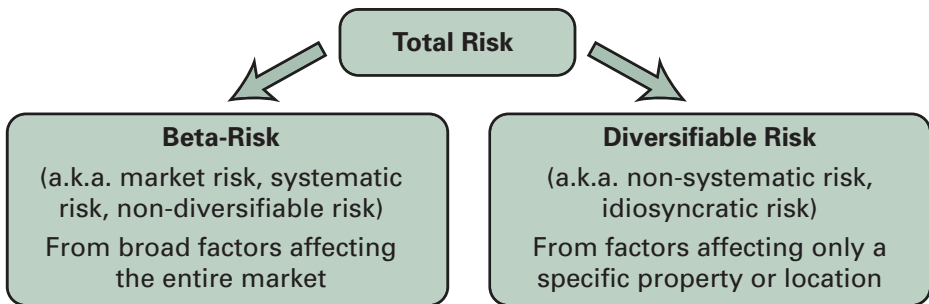 Total Risk
Beta-Risk
(a.k.a. market risk, systematic
risk, non-diversifiable risk)
From broad factors affecting
the entire market
Diversifiable Risk
(a.k.a. non-systematic risk,
idiosyncratic risk)
From factors affecting only a
specific property or location